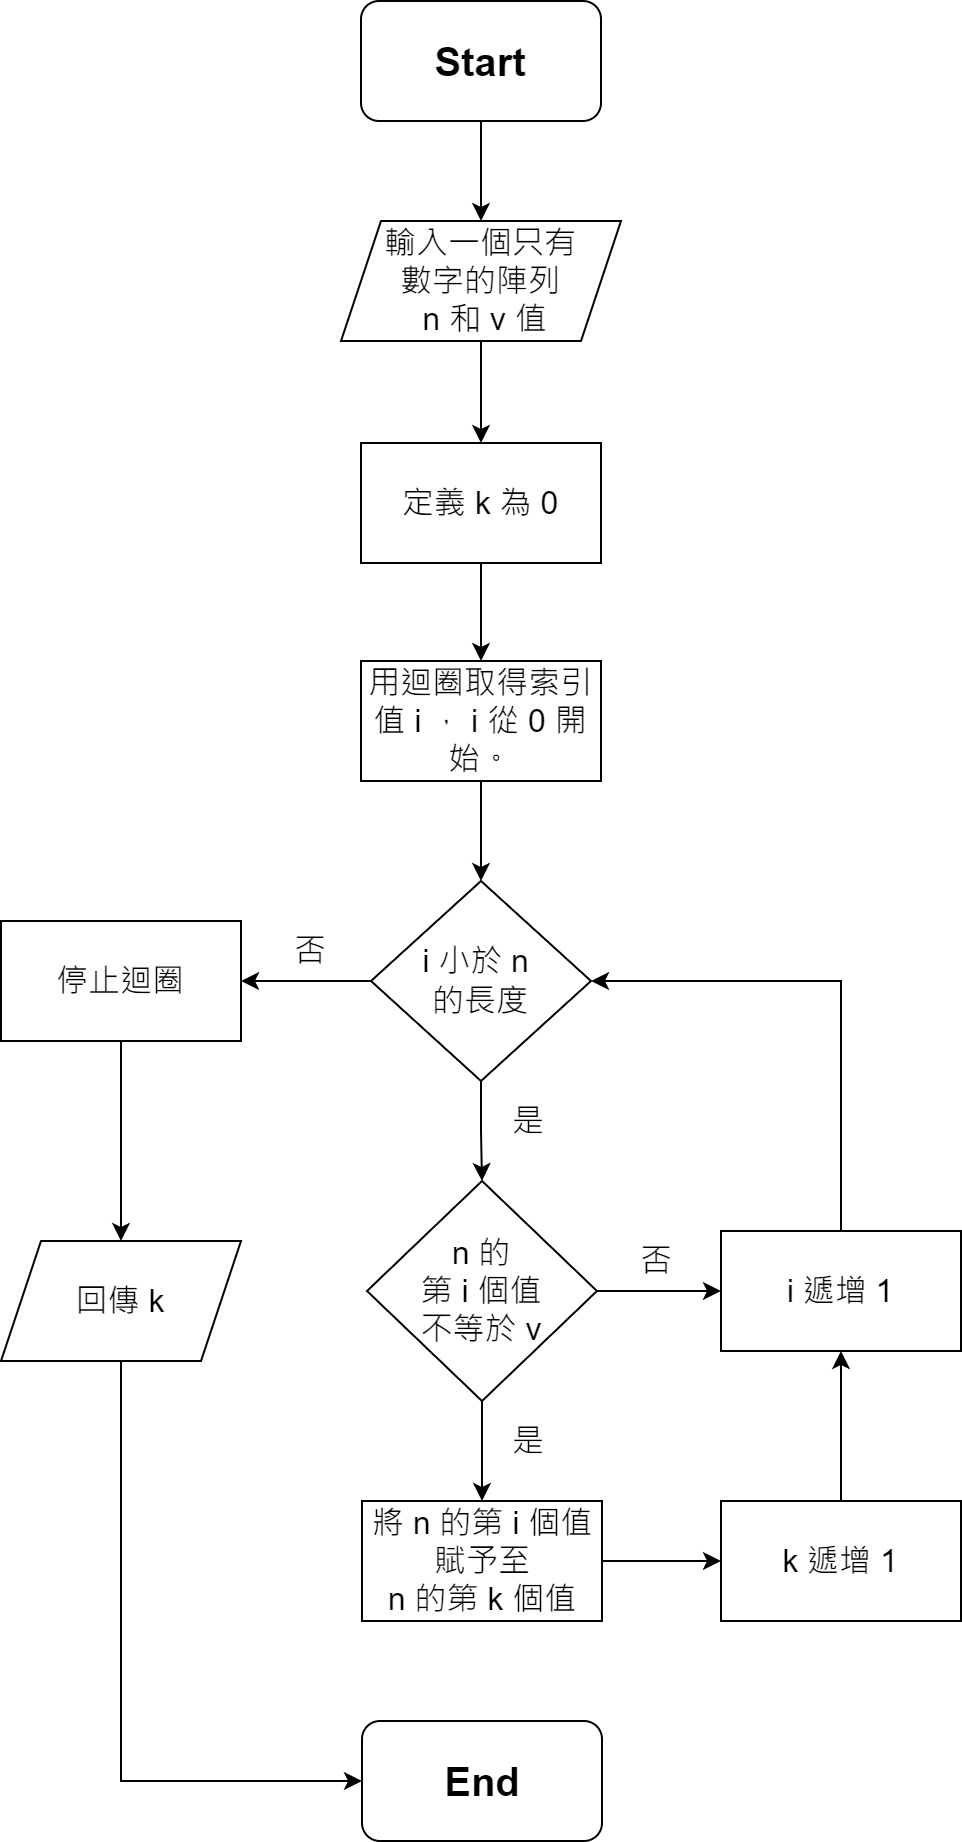 Start
輸入一個只有
數字的陣列
n 和 v 值
定義 k 為 0
用迴圈取得索引
值 i ， i 從 0 開
始。
i 小於 n
的長度
否
停止迴圈
是
n 的
第 i 個值
不等於 v
否
i 遞增 1
回傳 k
是
將 n 的第 i 個值
賦予至
n 的第 k 個值
k 遞增 1
End